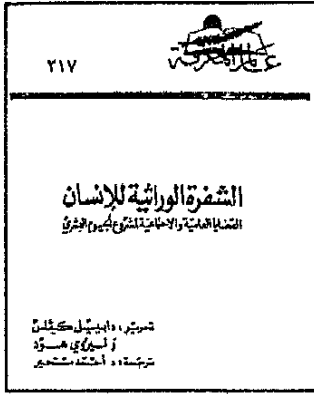 عالم المعرفة
٢١٧
الشفرة الوراثية للإنسان
القضايا العلمية والاجتماعية لمشروع الجينوم البشري
تحرير: دانييل كيفلس
و ليروي هود
ترجمة: د. أحمد مستجير